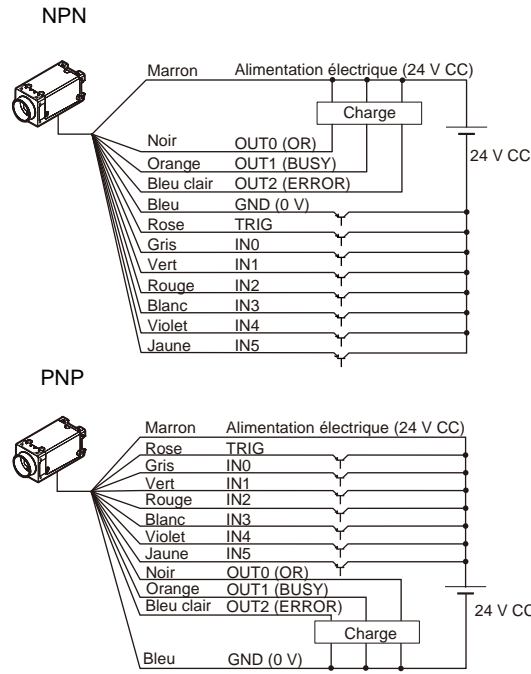 NPN
Marron Alimentation électrique (24 V CC)
Charge
24 V CC
Noir OUT0 (OR)
Orange OUT1 (BUSY)
Bleu clair OUT2 (ERROR)
Bleu GND (0 V)
Rose TRIG
Gris IN0
Vert IN1
Rouge IN2
Blanc IN3
Violet IN4
Jaune IN5
PNP
Marron Alimentation électrique (24 V CC)
Rose TRIG
Gris IN0
Vert IN1
Rouge IN2
Blanc IN3
Violet IN4
Jaune IN5
Noir OUT0 (OR)
Orange OUT1 (BUSY)
Bleu clair OUT2 (ERROR)
24 V CC
Charge
Bleu GND (0 V)